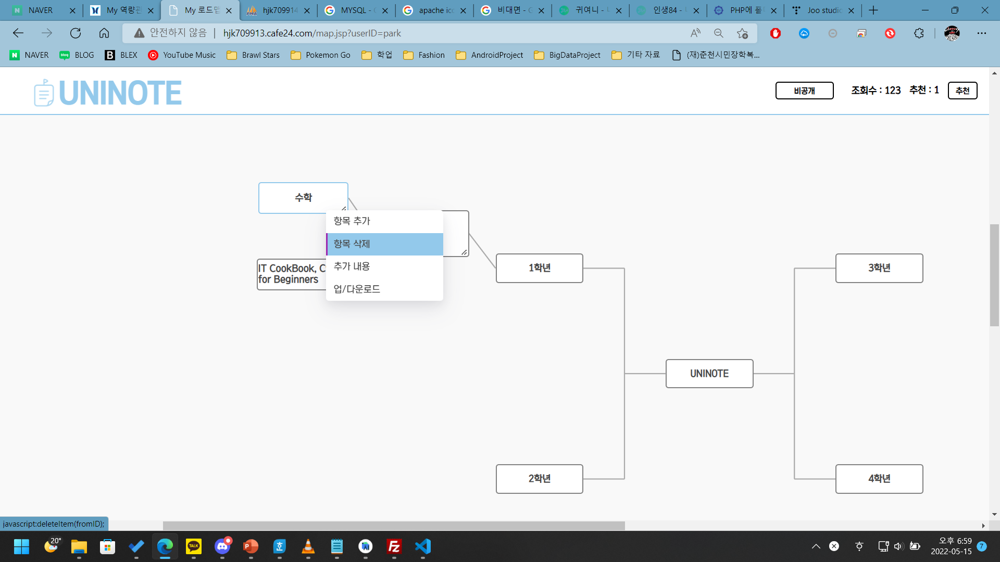 NAVER
My 역량관
My 로드맵
hjk709914
MYSQL - G
apache ico
비대면 - G
귀여니 - 나
인생84 - 나
PHP에 폴더
Joo studio
안전하지 않음 | hjk709913.cafe24.com/map.jsp?userID=park
NAVER
BLOG
BLEX
YouTube Music
Brawl Stars
Pokemon Go
학업
Fashion
AndroidProject
BigDataProject
기타 자료
(재)춘천시민장학복...
UNINOTE
비공개
조회수 : 123
추천 : 1
추천
수학
항목 추가
항목 삭제
추가 내용
업/다운로드
IT CookBook, C
for Beginners
1학년
3학년
UNINOTE
2학년
4학년
javascript:deleteItem(fromID);
20°
TALK
오후 6:59
2022-05-15
7